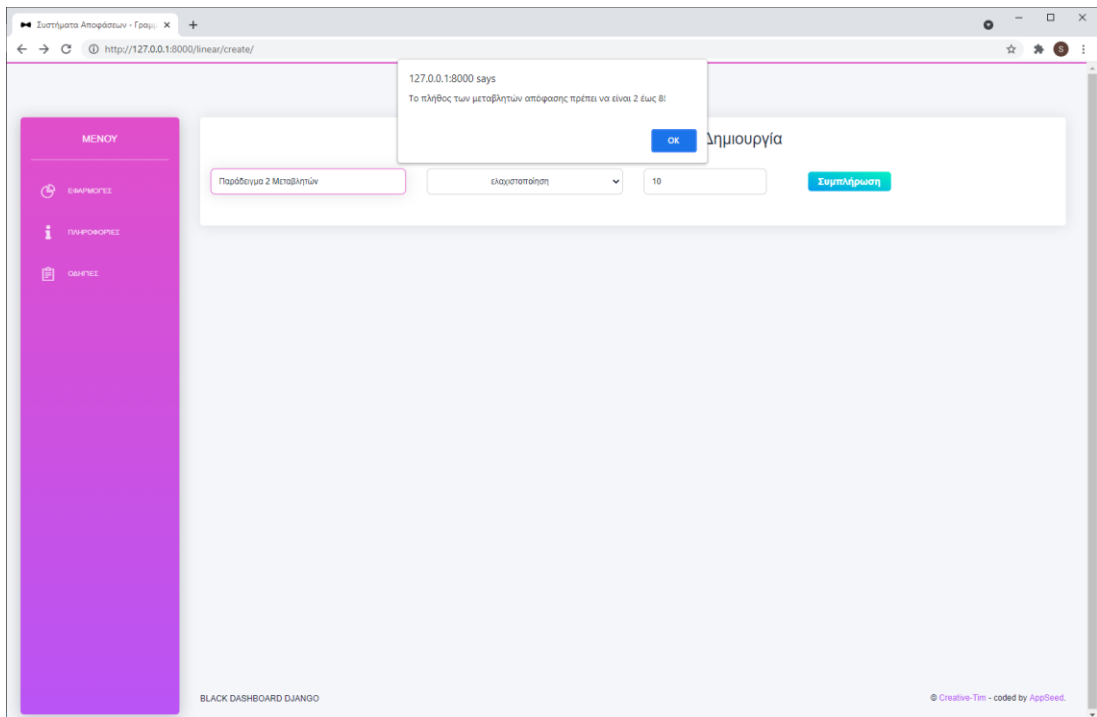 Συστήματα Αποφάσεων - Γραμμ
http://127.0.0.1:8000/linear/create/
S
127.0.0.1:8000 says
Το πλήθος των μεταβλητών απόφασης πρέπει να είναι 2 έως 8!
OK
ΜΕΝΟΥ
Δημιουργία
ΕΦΑΡΜΟΓΕΣ
Παράδειγμα 2 Μεταβλητών
ελαχιστοποίηση
10
Συμπλήρωση
ΠΛΗΡΟΦΟΡΙΕΣ
ΟΔΗΓΙΕΣ
BLACK DASHBOARD DJANGO
© Creative-Tim - coded by AppSeed.